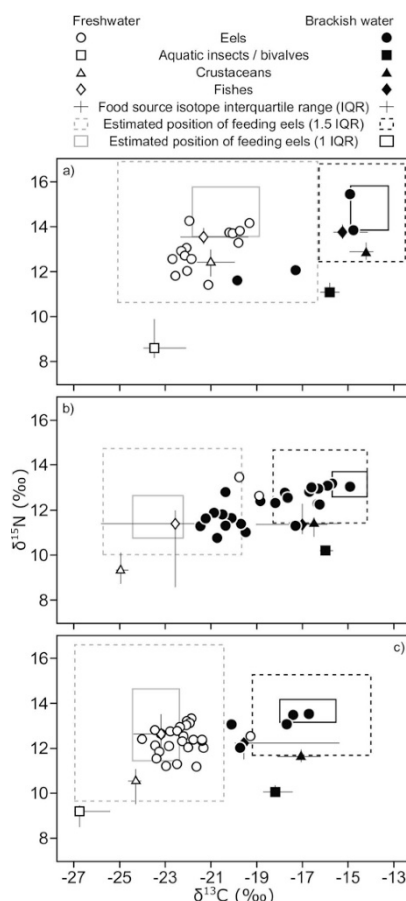 Freshwater Brackish water
Eels
Aquatic insects / bivalves
Crustaceans
Fishes
Food source isotope interquartile range (IQR)
Estimated position of feeding eels (1.5 IQR)
Estimated position of feeding eels (1 IQR)
a)
16
14
12
10
8
b)
16
14
12
10
8
δ¹⁵N (‰)
c)
16
14
12
10
8
-27 -25 -23 -21 -19 -17 -15 -13
δ¹³C (‰)